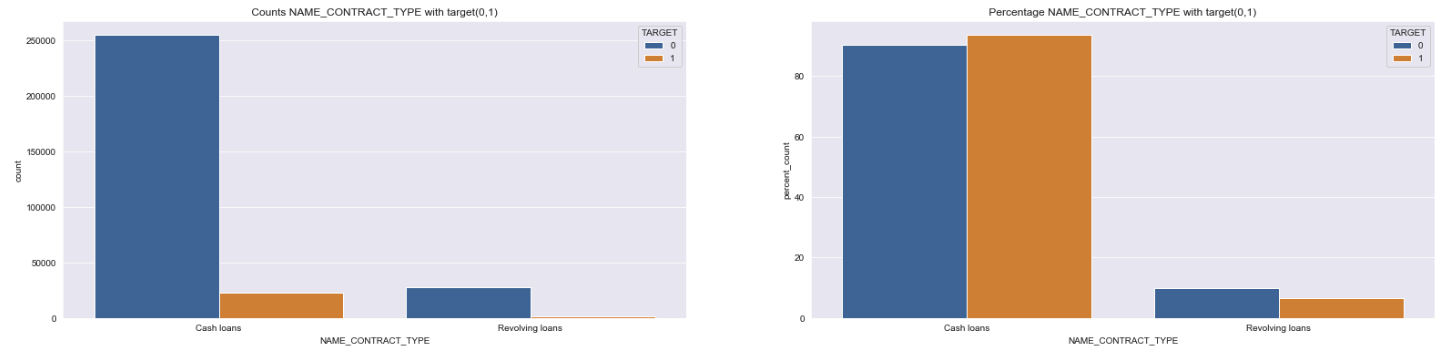 Counts NAME_CONTRACT_TYPE with target(0,1)
250000
200000
150000
100000
50000
0
count
TARGET
0
1
Cash loans
Revolving loans
NAME_CONTRACT_TYPE
Percentage NAME_CONTRACT_TYPE with target(0,1)
80
60
40
20
0
percent_count
TARGET
0
1
Cash loans
Revolving loans
NAME_CONTRACT_TYPE